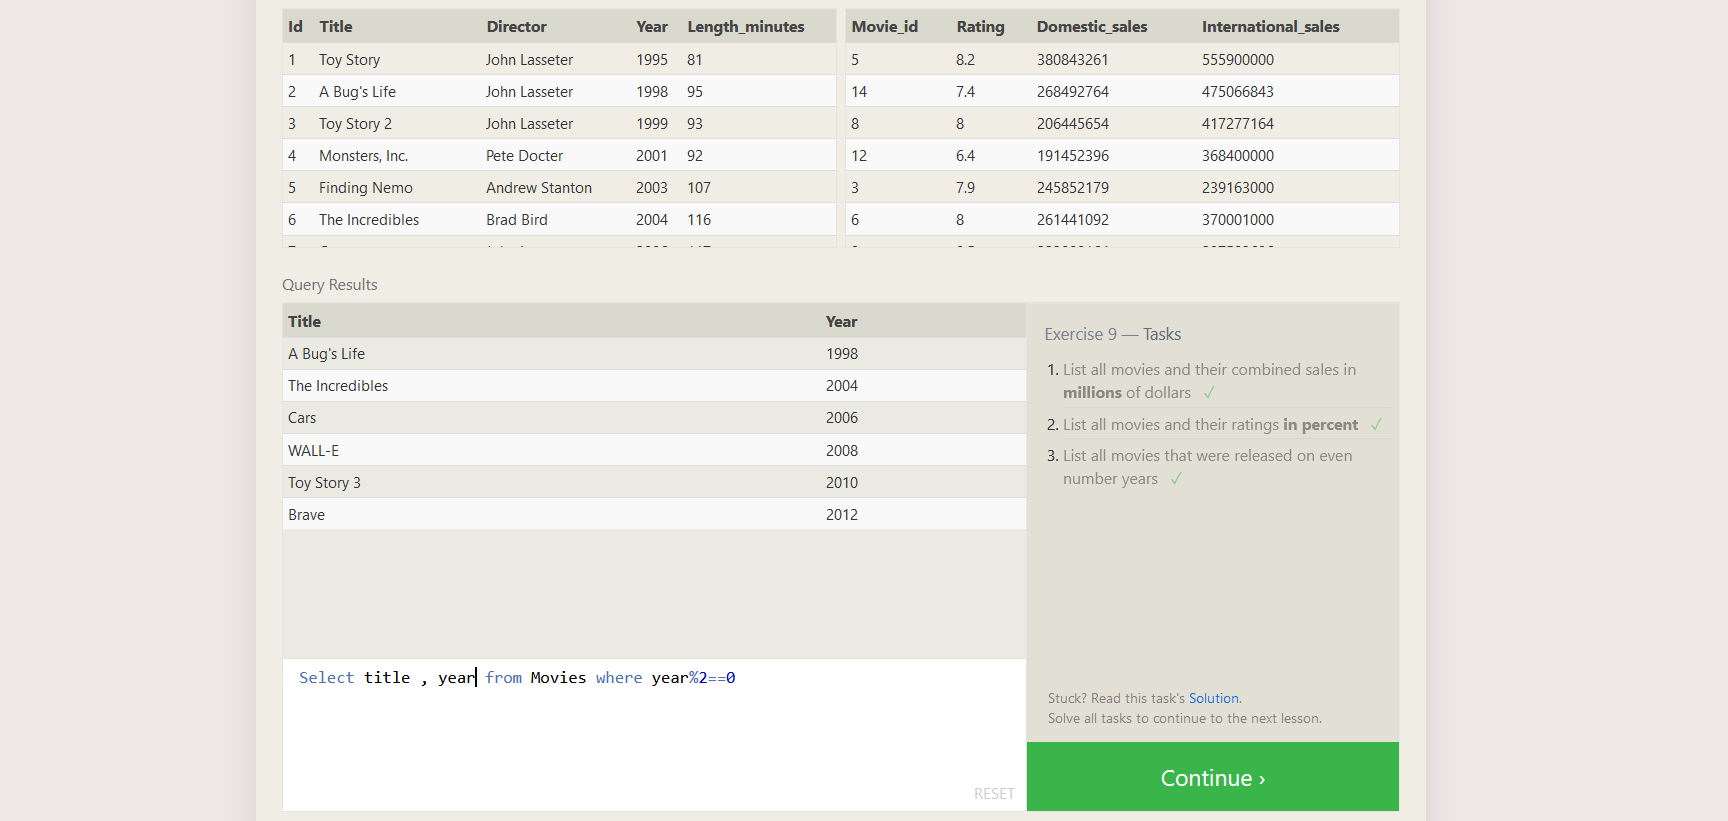 Id Title Director Year Length_minutes
1 Toy Story John Lasseter 1995 81
2 A Bug's Life John Lasseter 1998 95
3 Toy Story 2 John Lasseter 1999 93
4 Monsters, Inc. Pete Docter 2001 92
5 Finding Nemo Andrew Stanton 2003 107
6 The Incredibles Brad Bird 2004 116
Movie_id Rating Domestic_sales International_sales
5 8.2 380843261 555900000
14 7.4 268492764 475066843
8 8 206445654 417277164
12 6.4 191452396 368400000
3 7.9 245852179 239163000
6 8 261441092 370001000
Query Results
Title Year
A Bug's Life 1998
The Incredibles 2004
Cars 2006
WALL-E 2008
Toy Story 3 2010
Brave 2012
Select title , year from Movies where year%2==0
RESET
Exercise 9 — Tasks
1. List all movies and their combined sales in
millions of dollars ✓
2. List all movies and their ratings in percent ✓
3. List all movies that were released on even
number years ✓
Stuck? Read this task's Solution.
Solve all tasks to continue to the next lesson.
Continue ›